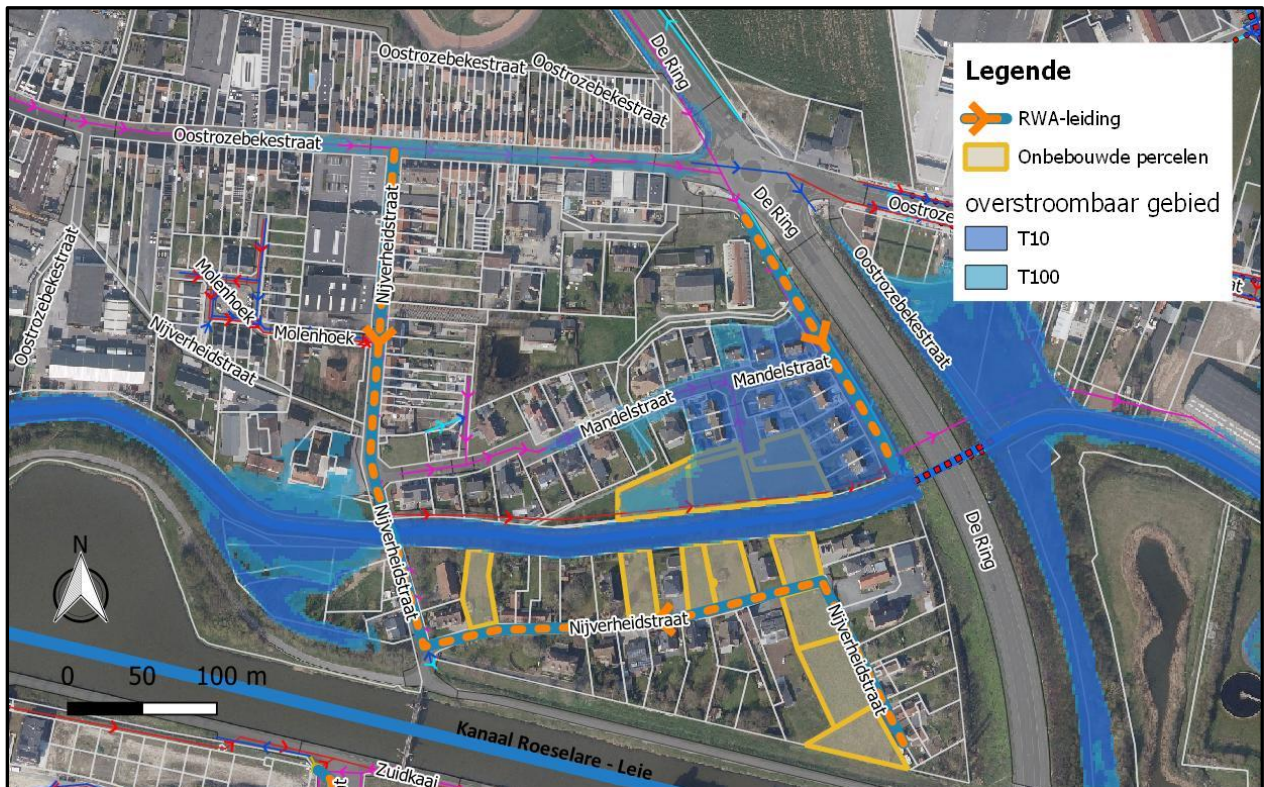 Legende
RWA-leiding
Onbebouwde percelen
overstroombaar gebied
T10
T100
De Ring
Oostrozebekestraat
Oostrozebekestraat
Oostrozebekestraat
De Ring
Oostroze
Oostrozebekestraat
Nijverheidstraat
Oostrozebekestraat
Molenhoek
Molenhoek
Nijverheidstraat
Mandelstraat
Mandelstraat
Nijverheidstraat
De Ring
Nijverheidstraat
Nijverheidstraat
N
0 50 100 m
Kanaal Roeselare - Leie
Zuidkaai